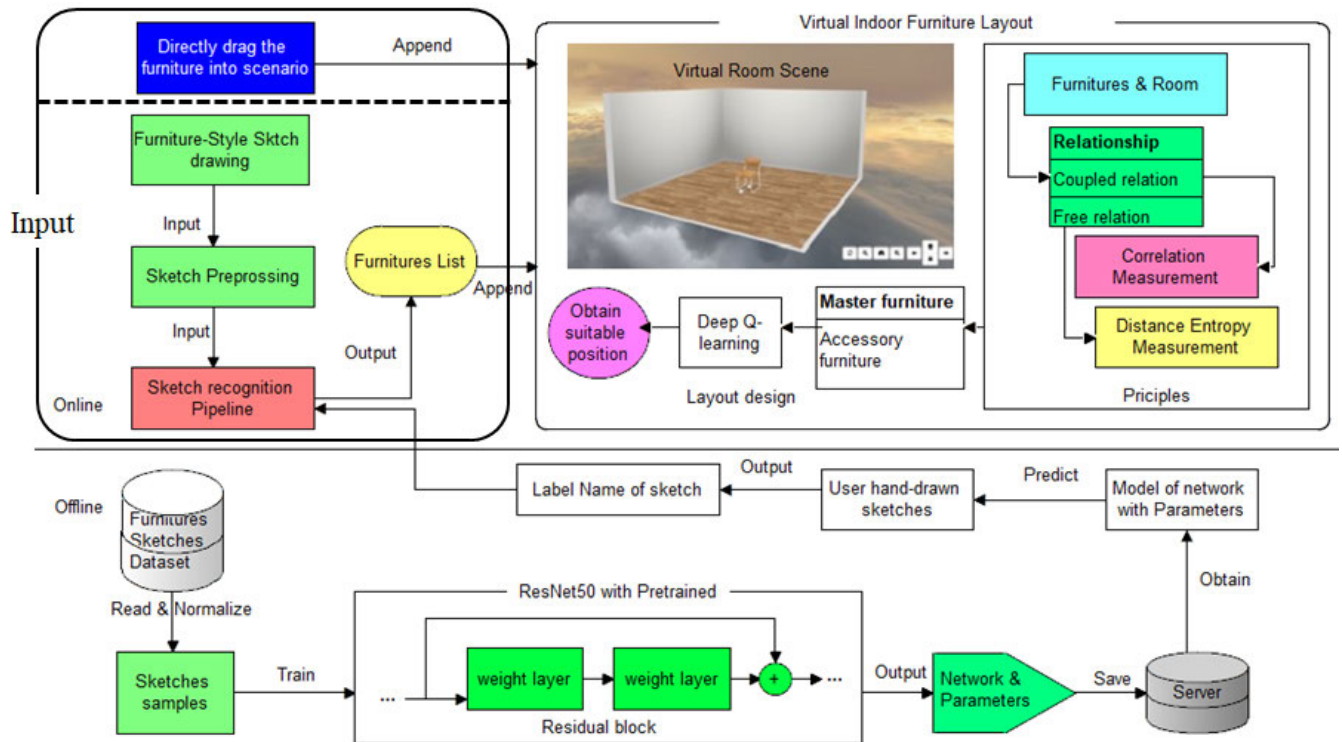 Directly drag the
furniture into scenario
Append
Furniture-Style Sktch
drawing
Input
Input
Sketch Preprossing
Input
Sketch recognition
Pipeline
Online
Output
Furnitures List
Append
Virtual Indoor Furniture Layout
Virtual Room Scene
Furnitures & Room
Relationship
Coupled relation
Free relation
Correlation
Measurement
Distance Entropy
Measurement
Priciples
Master furniture
Accessory
furniture
Deep Q-
learning
Obtain
suitable
position
Layout design
Offline
Furnitures
Sketches
Dataset
Read & Normalize
Sketches
samples
Train
ResNet50 with Pretrained
...
weight layer
weight layer
+
...
Residual block
Output
Network &
Parameters
Save
Server
Obtain
Model of network
with Parameters
Predict
User hand-drawn
sketches
Output
Label Name of sketch